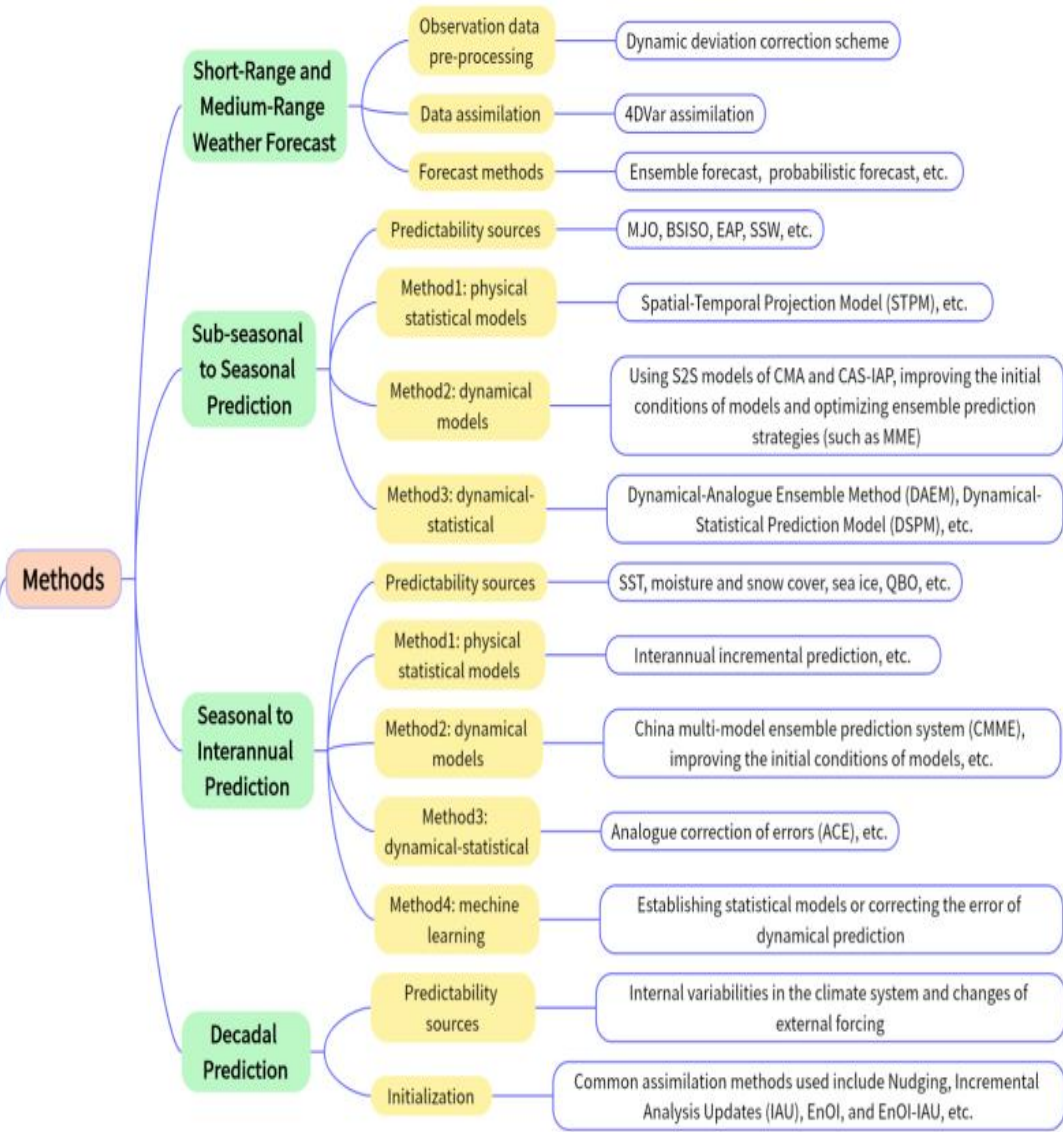 Methods
Short-Range and
Medium-Range
Weather Forecast
Observation data
pre-processing
Dynamic deviation correction scheme
Data assimilation
4DVar assimilation
Forecast methods
Ensemble forecast, probabilistic forecast, etc.
Sub-seasonal
to Seasonal
Prediction
Predictability sources
MJO, BSISO, EAP, SSW, etc.
Method1: physical
statistical models
Spatial-Temporal Projection Model (STPM), etc.
Method2: dynamical
models
Using S2S models of CMA and CAS-IAP, improving the initial
conditions of models and optimizing ensemble prediction
strategies (such as MME)
Method3: dynamical-
statistical
Dynamical-Analogue Ensemble Method (DAEM), Dynamical-
Statistical Prediction Model (DSPM), etc.
Seasonal to
Interannual
Prediction
Predictability sources
SST, moisture and snow cover, sea ice, QBO, etc.
Method1: physical
statistical models
Interannual incremental prediction, etc.
Method2: dynamical
models
China multi-model ensemble prediction system (CMME),
improving the initial conditions of models, etc.
Method3:
dynamical-statistical
Analogue correction of errors (ACE), etc.
Method4: mechine
learning
Establishing statistical models or correcting the error of
dynamical prediction
Decadal
Prediction
Predictability
sources
Internal variabilities in the climate system and changes of
external forcing
Initialization
Common assimilation methods used include Nudging, Incremental
Analysis Updates (IAU), EnOI, and EnOI-IAU, etc.